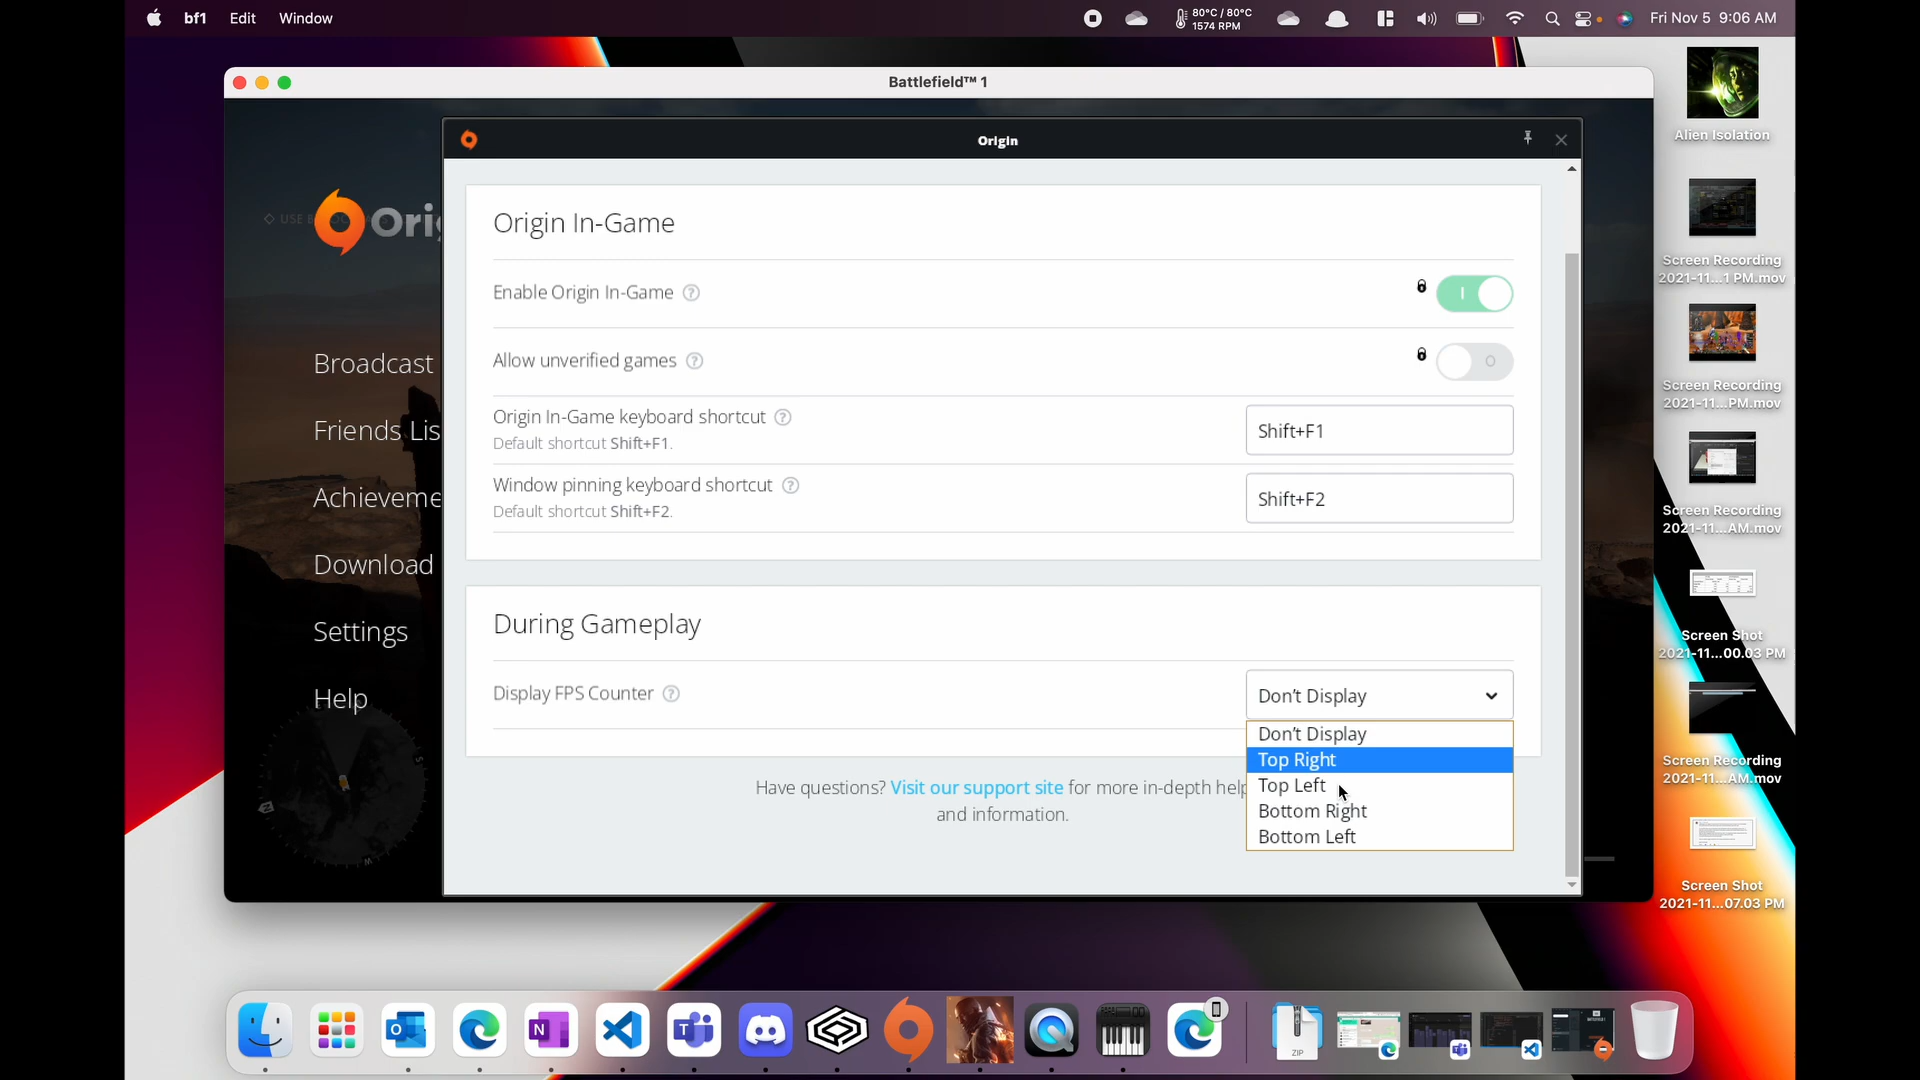 bf1 Edit Window
80°C / 80°C
1574 RPM
Fri Nov 5 9:06 AM
Battlefield™ 1
Origin
USE B
Ori
Broadcast
Friends Lis
Achieveme
Download
Settings
Help
Origin In-Game
Enable Origin In-Game ?
Allow unverified games ?
Origin In-Game keyboard shortcut ?
Default shortcut Shift+F1.
Shift+F1
Window pinning keyboard shortcut ?
Default shortcut Shift+F2.
Shift+F2
During Gameplay
Display FPS Counter ?
Don't Display
Don't Display
Top Right
Top Left
Bottom Right
Bottom Left
Have questions? Visit our support site for more in-depth help
and information.
Alien Isolation
Screen Recording
2021-11...1 PM.mov
Screen Recording
2021-11...PM.mov
Screen Recording
2021-11...AM.mov
Screen Shot
2021-11...00.03 PM
Screen Recording
2021-11...AM.mov
Screen Shot
2021-11...07.03 PM
ZIP